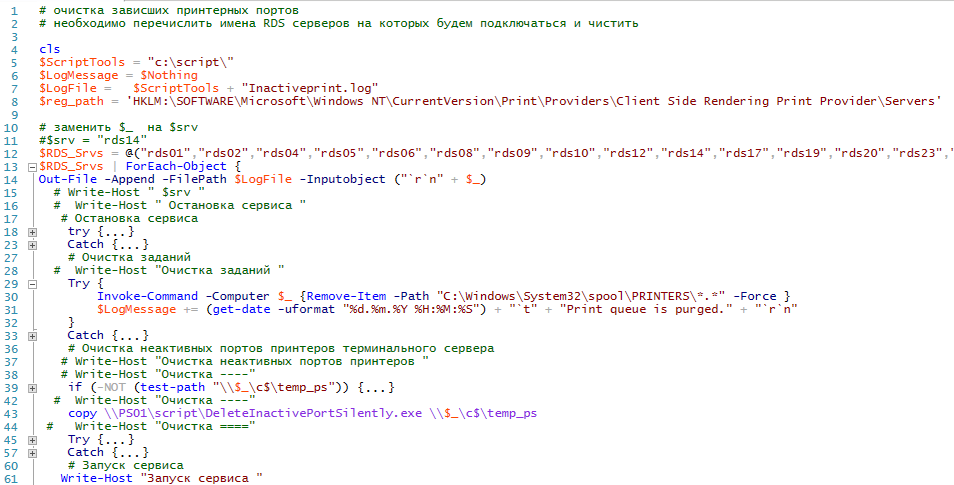 1 # очистка зависших принтерных портов
2 # необходимо перечислить имена RDS серверов на которых будем подключаться и чистить
3
4 cls
5 $ScriptTools = "c:\script\"
6 $LogMessage = $Nothing
7 $LogFile =   $ScriptTools + "Inactiveprint.log"
8 $reg_path = 'HKLM:\SOFTWARE\Microsoft\Windows NT\CurrentVersion\Print\Providers\Client Side Rendering Print Provider\Servers'
9
10 # заменить $_  на $srv
11 #$srv = "rds14"
12 $RDS_Srvs = @("rds01","rds02","rds04","rds05","rds06","rds08","rds09","rds10","rds12","rds14","rds17","rds19","rds20","rds23","
13 $RDS_Srvs | ForEach-Object {
14 Out-File -Append -FilePath $LogFile -Inputobject ("`r`n" + $_)
15 # Write-Host " $srv "
16 #  Write-Host " Остановка сервиса "
17 # Остановка сервиса
18 try {...}
23 Catch {...}
27 # Очистка заданий
28 #  Write-Host "Очистка заданий "
29 Try {
30 Invoke-Command -Computer $_ {Remove-Item -Path "C:\Windows\System32\spool\PRINTERS\*.*" -Force }
31 $LogMessage += (get-date -uformat "%d.%m.%Y %H:%M:%S") + "`t" + "Print queue is purged." + "`r`n"
32 }
33 Catch {...}
36 # Очистка неактивных портов принтеров терминального сервера
37 # Write-Host "Очистка неактивных портов принтеров "
38 # Write-Host "Очистка ----"
39 if (-NOT (test-path "\\$_\c$\temp_ps")) {...}
42 #  Write-Host "Очистка ----"
43 copy \\PS01\script\DeleteInactivePortSilently.exe \\$_\c$\temp_ps
44 #   Write-Host "Очистка ===="
45 Try {...}
57 Catch {...}
60 # Запуск сервиса
61 Write-Host "Запуск сервиса "